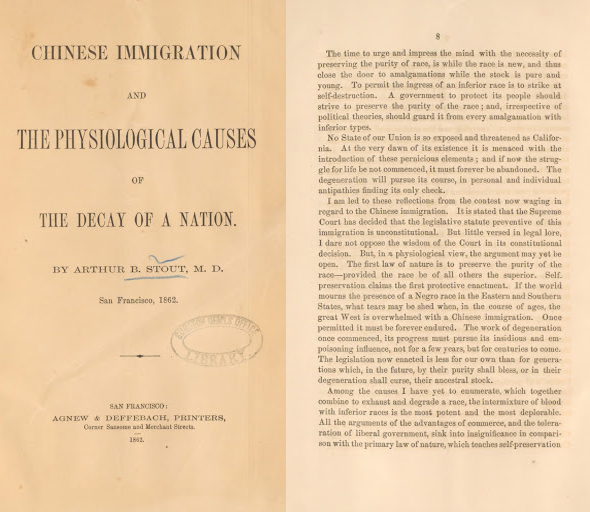 CHINESE IMMIGRATION
AND
THE PHYSIOLOGICAL CAUSES
OF
THE DECAY OF A NATION.
BY ARTHUR B. STOUT, M. D.
San Francisco, 1862.
SURGEON GENL'S OFFICE
LIBRARY
SAN FRANCISCO:
AGNEW & DEFFEBACH, PRINTERS,
Corner Sansome and Merchant Streets.
1862.
8
The time to urge and impress the mind with the necessity of
preserving the purity of race, is while the race is new, and thus
close the door to amalgamations while the stock is pure and
young. To permit the ingress of an inferior race is to strike at
self-destruction. A government to protect its people should
strive to preserve the purity of the race; and, irrespective of
political theories, should guard it from every amalgamation with
inferior types.
No State of our Union is so exposed and threatened as Califor-
nia. At the very dawn of its existence it is menaced with the
introduction of these pernicious elements; and if now the strug-
gle for life be not commenced, it must forever be abandoned. The
degeneration will pursue its course, in personal and individual
antipathies finding its only check.
I am led to these reflections from the contest now waging in
regard to the Chinese immigration. It is stated that the Supreme
Court has decided that the legislative statute preventive of this
immigration is unconstitutional. But little versed in legal lore,
I dare not oppose the wisdom of the Court in its constitutional
decision. But, in a physiological view, the argument may yet be
open. The first law of nature is to preserve the purity of the
race—provided the race be of all others the superior. Self.
preservation claims the first protective enactment. If the world
mourns the presence of a Negro race in the Eastern and Southern
States, what tears may be shed when, in the course of ages, the
great West is overwhelmed with a Chinese immigration. Once
permitted it must be forever endured. The work of degeneration
once commenced, its progress must pursue its insidious and em-
poisoning influence, not for a few years, but for centuries to come.
The legislation now enacted is less for our own than for genera-
tions which, in the future, by their purity shall bless, or in their
degeneration shall curse, their ancestral stock.
Among the causes I have yet to enumerate, which together
combine to exhaust and degrade a race, the intermixture of blood
with inferior races is the most potent and the most deplorable.
All the arguments of the advantages of commerce, and the tolera-
ration of liberal government, sink into insignificance in compari-
son with the primary law of nature, which teaches self-preservation